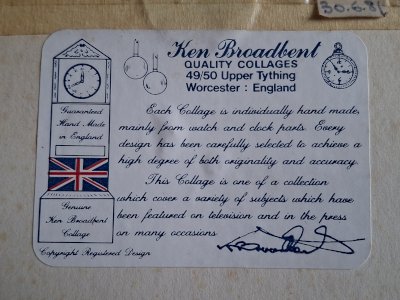 30.6.81
Ken Broadbent
QUALITY COLLAGES
49/50 Upper Tything
Worcester : England
Guaranteed
Hand Made
in England
Each Collage is individually hand made,
mainly from watch and clock parts. Every
design has been carefully selected to achieve a
high degree of both originality and accuracy.
This Collage is one of a collection
which cover a variety of subjects which have
been featured on television and in the press
on many occasions
Genuine
Ken Broadbent
Collage
Copyright Registered Design